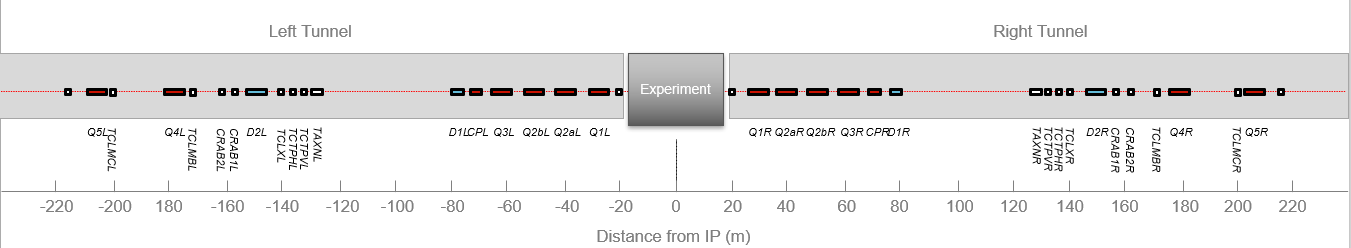 Left Tunnel
Right Tunnel
Experiment
Q5L TCLMCL Q4L TCLMBL CRAB2L CRAB1L D2L TCLXL TCTPHL TCTPVL TAXNL D1L CPL Q3L Q2bL Q2aL Q1L Q1R Q2aR Q2bR Q3R CPR D1R TAXNR TCTPVR TCTPHR TCLXR D2R CRAB1R CRAB2R TCLMBR Q4R TCLMCR Q5R
-220 -200 -180 -160 -140 -120 -100 -80 -60 -40 -20 0 20 40 60 80 100 120 140 160 180 200 220
Distance from IP (m)